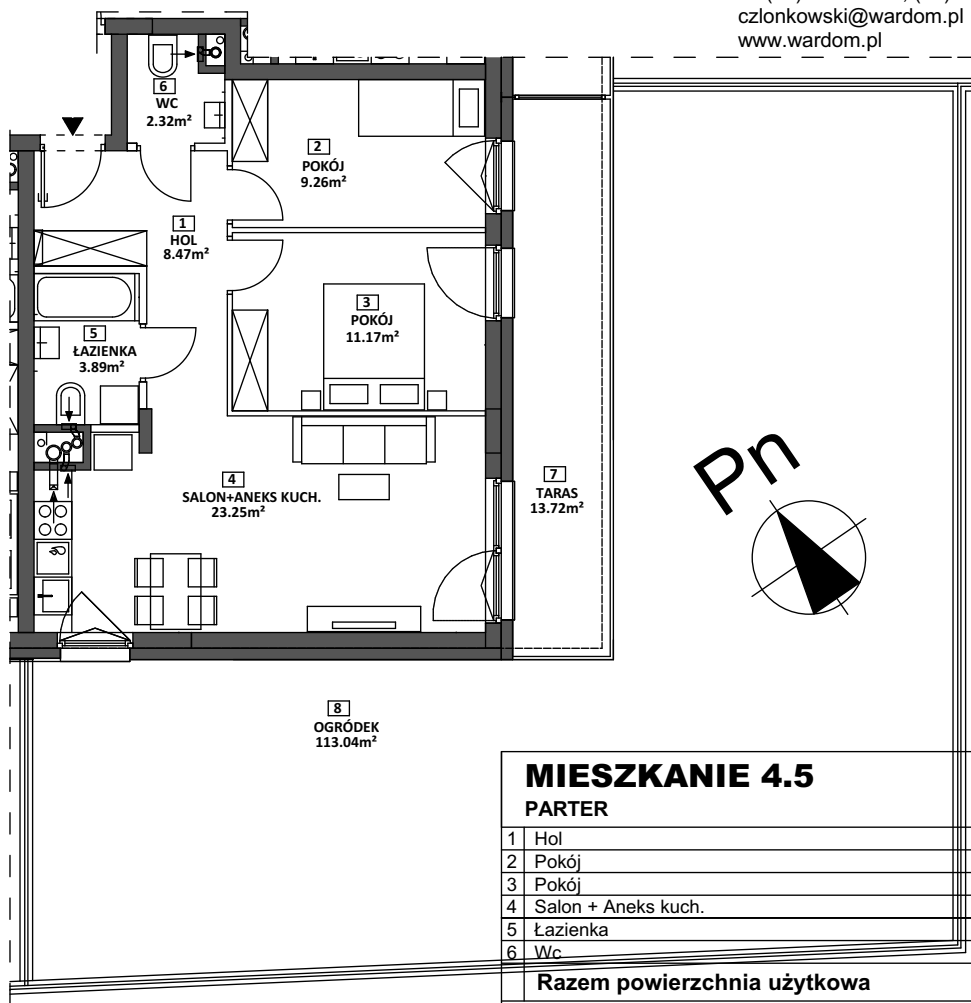 czlonkowski@wardom.pl
www.wardom.pl
6
WC
2.32m²
2
POKÓJ
9.26m²
1
HOL
8.47m²
3
POKÓJ
11.17m²
5
ŁAZIENKA
3.89m²
4
SALON+ANEKS KUCH.
23.25m²
7
TARAS
13.72m²
Pn
8
OGRÓDEK
113.04m²
MIESZKANIE 4.5
PARTER
1 Hol
2 Pokój
3 Pokój
4 Salon + Aneks kuch.
5 Łazienka
6 Wc
Razem powierzchnia użytkowa